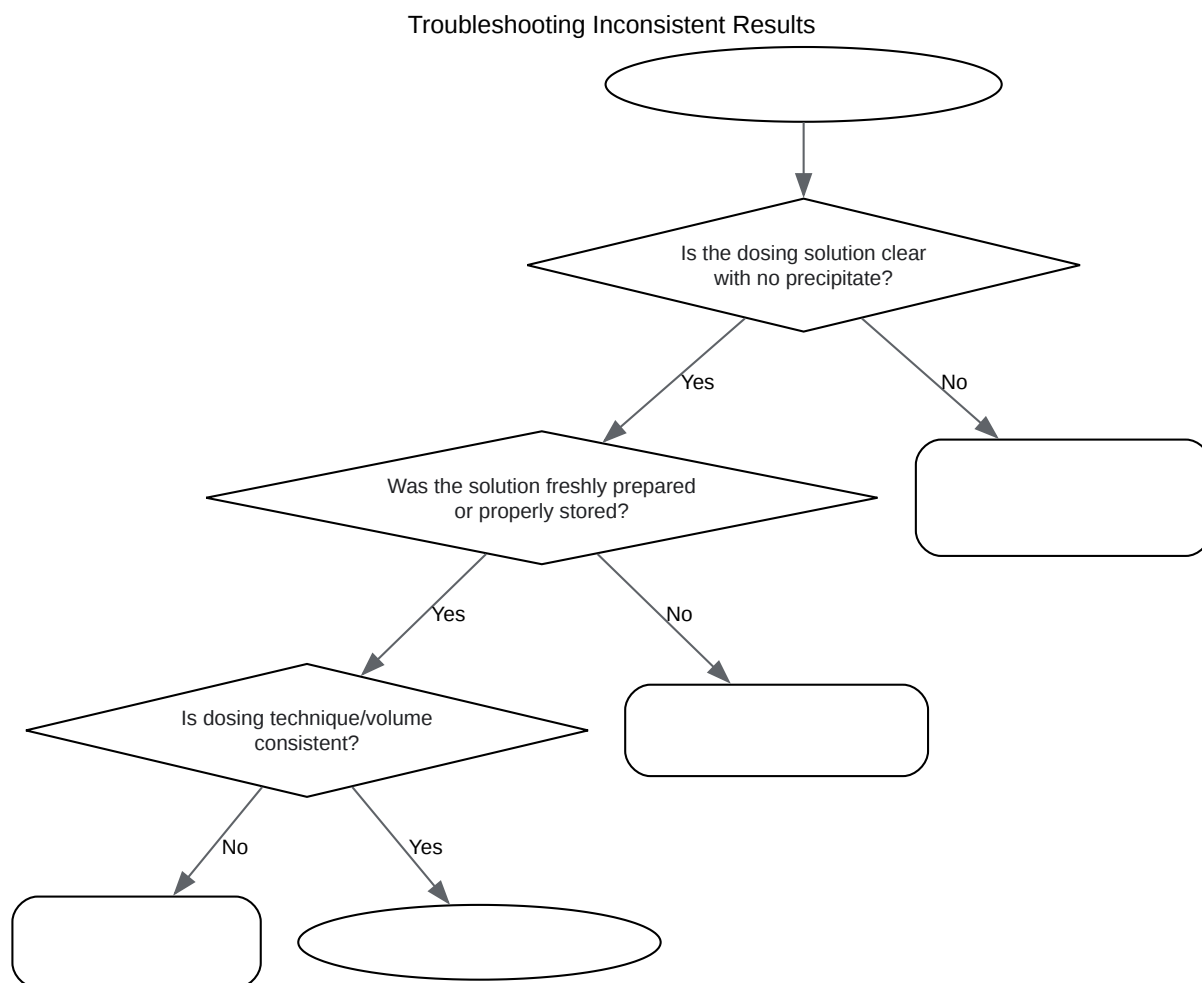 Troubleshooting Inconsistent Results
Is the dosing solution clear
with no precipitate?
Yes
No
Was the solution freshly prepared
or properly stored?
Yes
No
Is dosing technique/volume
consistent?
No
Yes